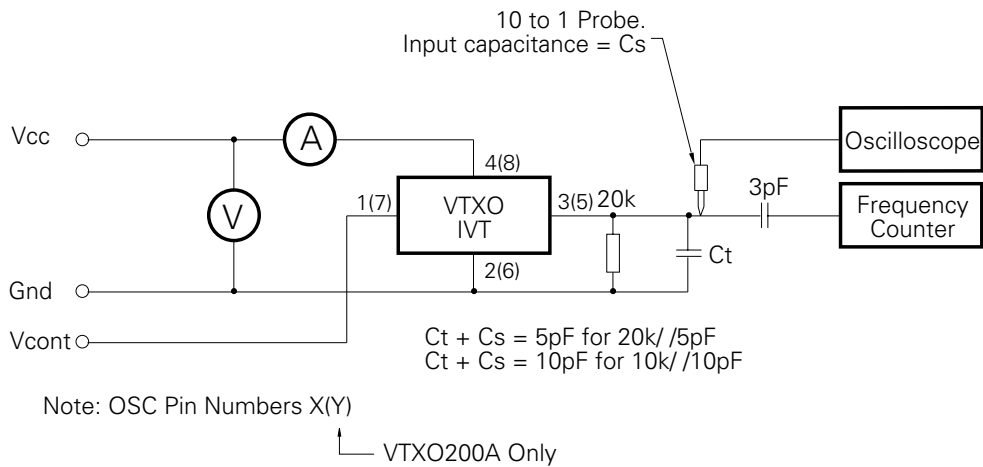 10 to 1 Probe.
Input capacitance = Cs
Vcc
A
4(8)
Oscilloscope
V
1(7)
VTXO
IVT
3(5)
20k
3pF
Frequency
Counter
2(6)
Ct
Gnd
Vcont
Ct + Cs = 5pF for 20k/ /5pF
Ct + Cs = 10pF for 10k/ /10pF
Note: OSC Pin Numbers X(Y)
VTXO200A Only